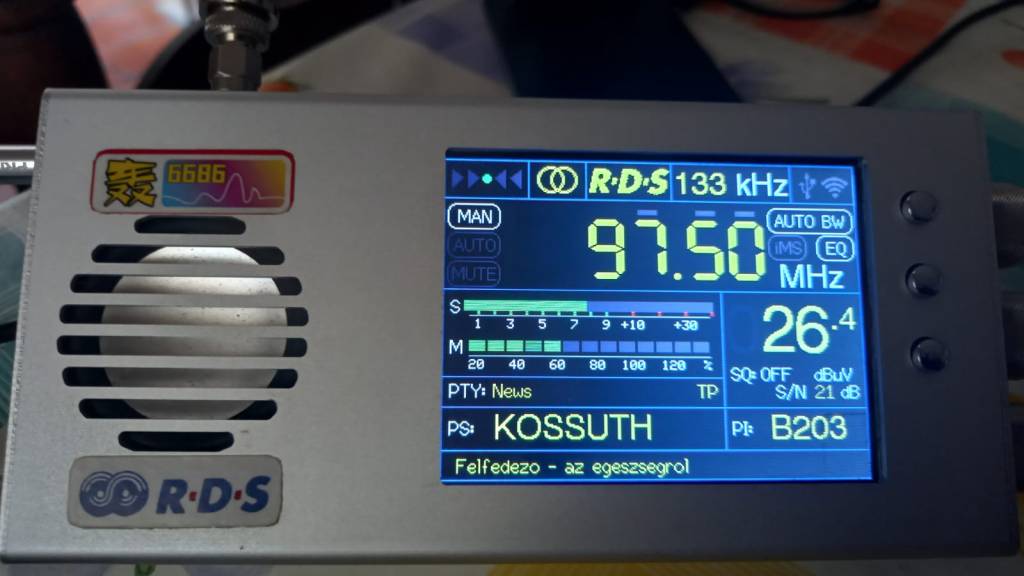 轰 6686
R·D·S
R·D·S 133 kHz
MAN
AUTO
MUTE
97.50 MHz
AUTO BW
iMS EQ
S 1 3 5 7 9 +10 +30
M 20 40 60 80 100 120 %
26.4
SQ: OFF dBuV
S/N 21 dB
PTY: News TP
PS: KOSSUTH PI: B203
Felfedezo - az egeszsegrol